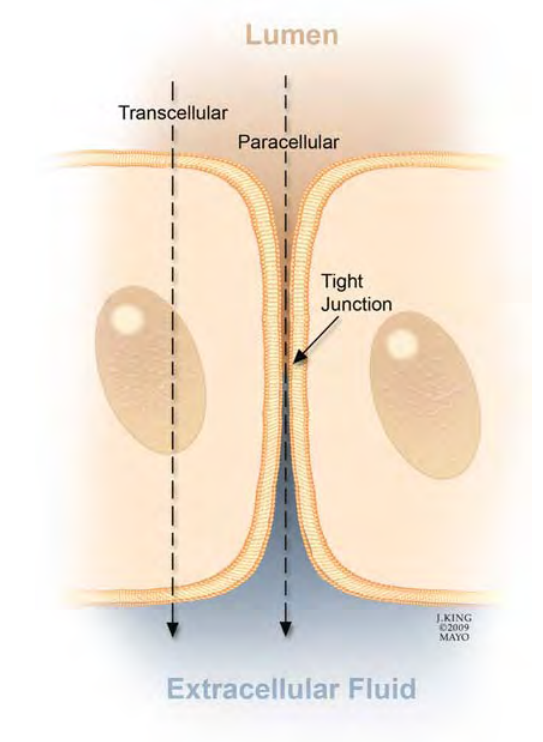 Lumen
Transcellular
Paracellular
Tight
Junction
J.KING
©2009
MAYO
Extracellular Fluid